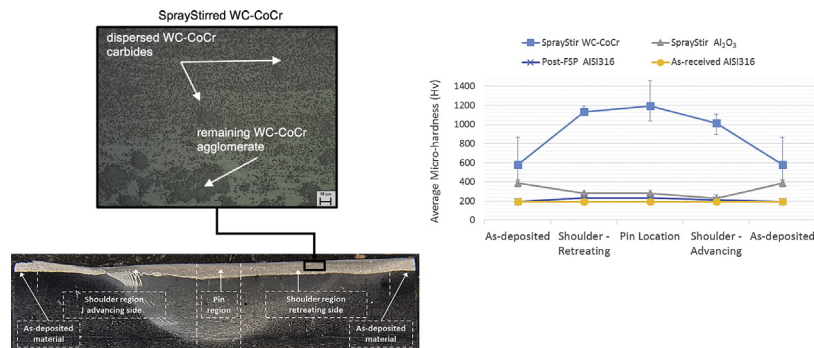 SprayStirred WC-CoCr
dispersed WC-CoCr
carbides
remaining WC-CoCr
agglomerate
As-deposited
material
Shoulder region
advancing side
Pin
region
Shoulder region
retreating side
As-deposited
material
SprayStir WC-CoCr
SprayStir Al₂O₃
Post-FSP AISI316
As-received AISI316
Average Micro-hardness (Hv)
1400
1200
1000
800
600
400
200
0
As-deposited
Shoulder -
Retreating
Pin Location
Shoulder -
Advancing
As-deposited